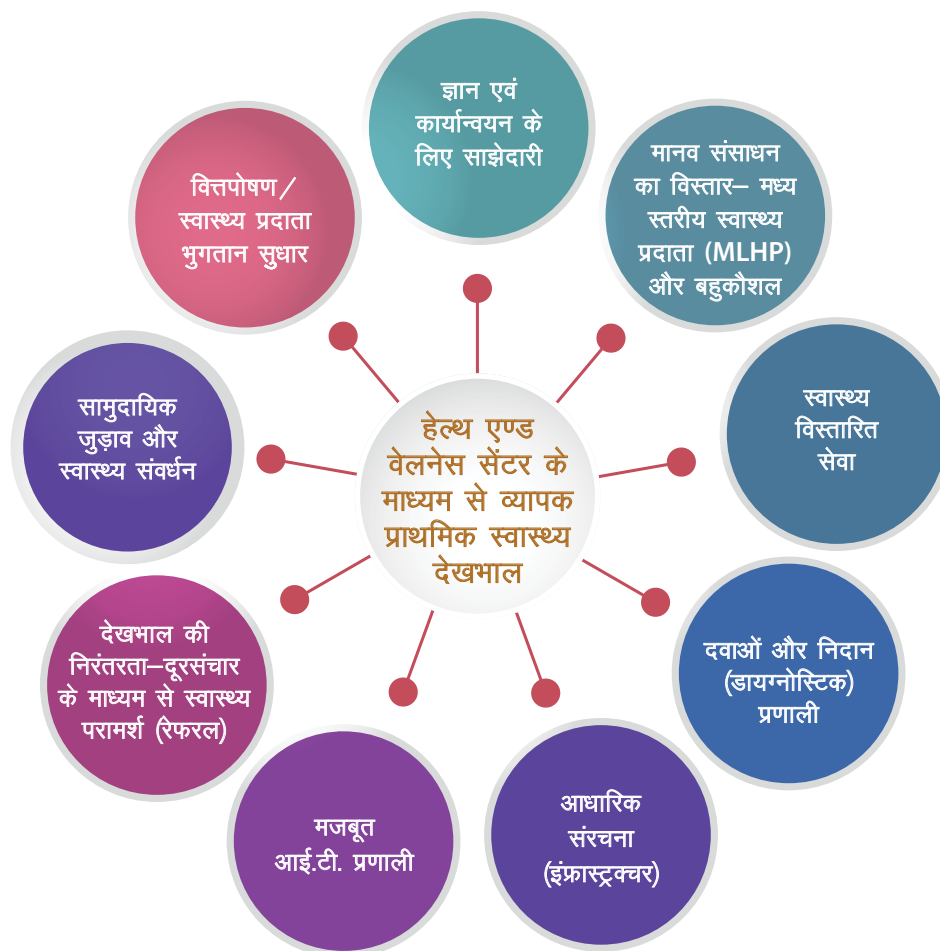 ज्ञान एवं
कार्यान्वयन के
लिए साझेदारी
मानव संसाधन
का विस्तार– मध्य
स्तरीय स्वास्थ्य
प्रदाता (MLHP)
और बहुकौशल
स्वास्थ्य
विस्तारित
सेवा
दवाओं और निदान
(डायग्नोस्टिक)
प्रणाली
आधारिक
संरचना
(इंफ्रास्ट्रक्चर)
मजबूत
आई.टी. प्रणाली
देखभाल की
निरंतरता–दूरसंचार
के माध्यम से स्वास्थ्य
परामर्श (रेफरल)
सामुदायिक
जुड़ाव और
स्वास्थ्य संवर्धन
वित्तपोषण/
स्वास्थ्य प्रदाता
भुगतान सुधार
हेल्थ एण्ड
वेलनेस सेंटर के
माध्यम से व्यापक
प्राथमिक स्वास्थ्य
देखभाल